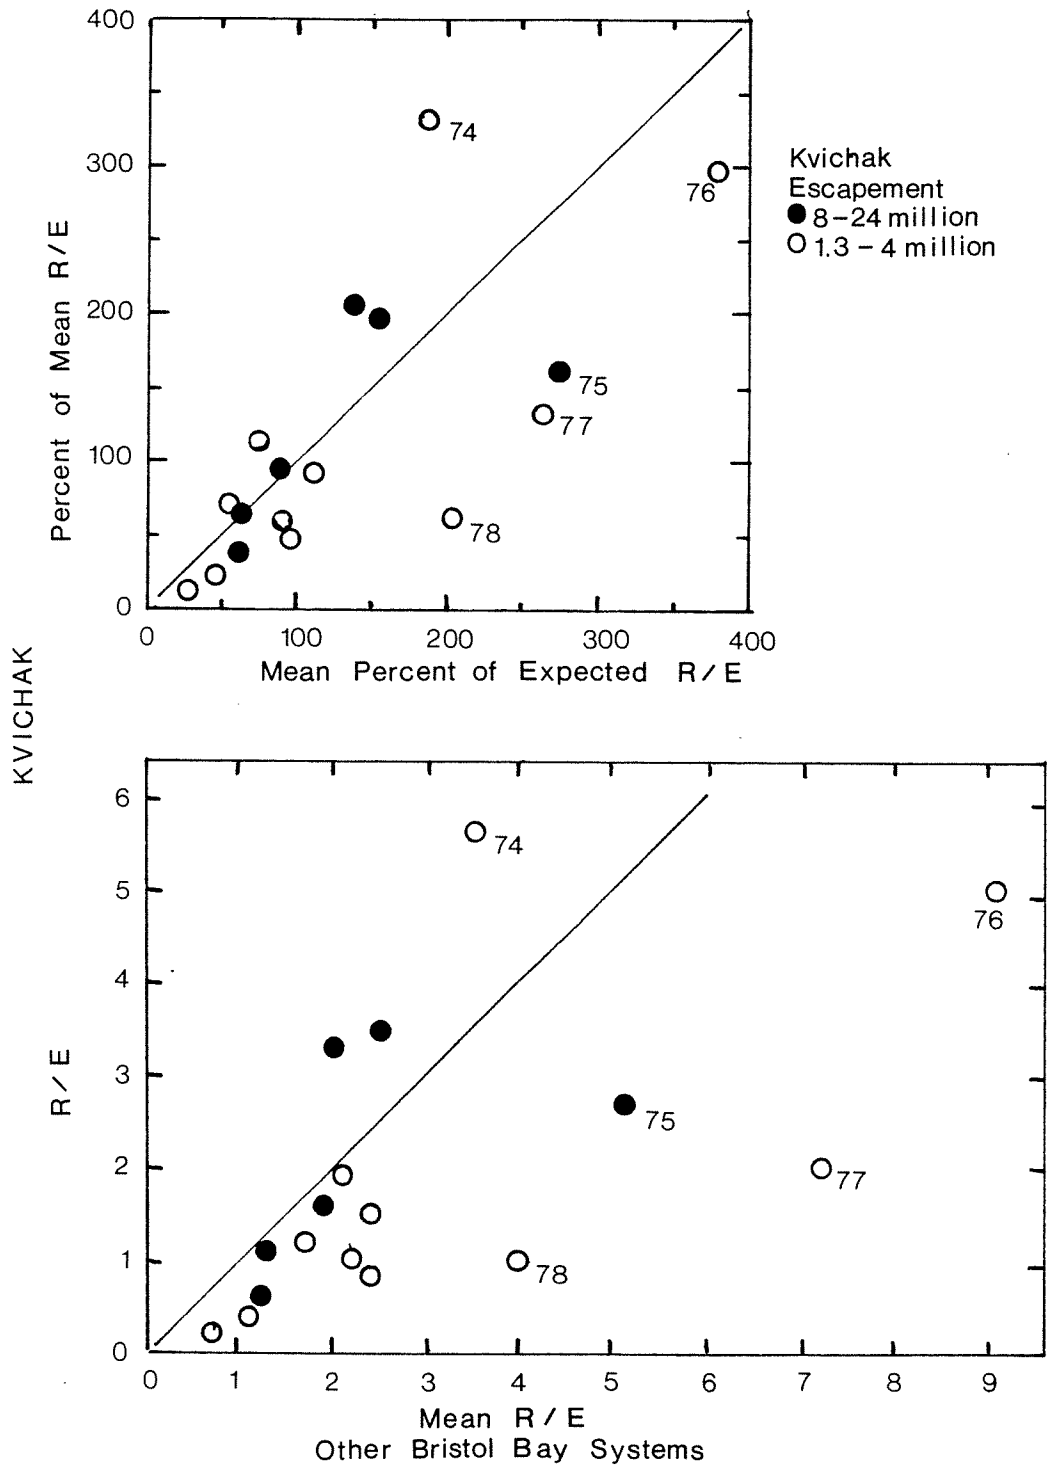 400
300
200
100
0
Percent of Mean R/E
74
76
75
77
78
0 100 200 300 400
Mean Percent of Expected R/E
Kvichak
Escapement
8-24 million
1.3-4 million
KVICHAK
6
5
4
3
2
1
0
R/E
74
76
75
77
78
0 1 2 3 4 5 6 7 8 9
Mean R/E
Other Bristol Bay Systems